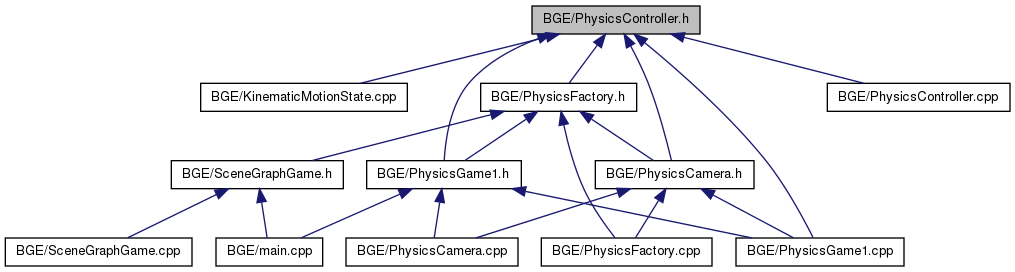 BGE/PhysicsController.h
BGE/KinematicMotionState.cpp
BGE/PhysicsFactory.h
BGE/PhysicsController.cpp
BGE/SceneGraphGame.h
BGE/PhysicsGame1.h
BGE/PhysicsCamera.h
BGE/SceneGraphGame.cpp
BGE/main.cpp
BGE/PhysicsCamera.cpp
BGE/PhysicsFactory.cpp
BGE/PhysicsGame1.cpp